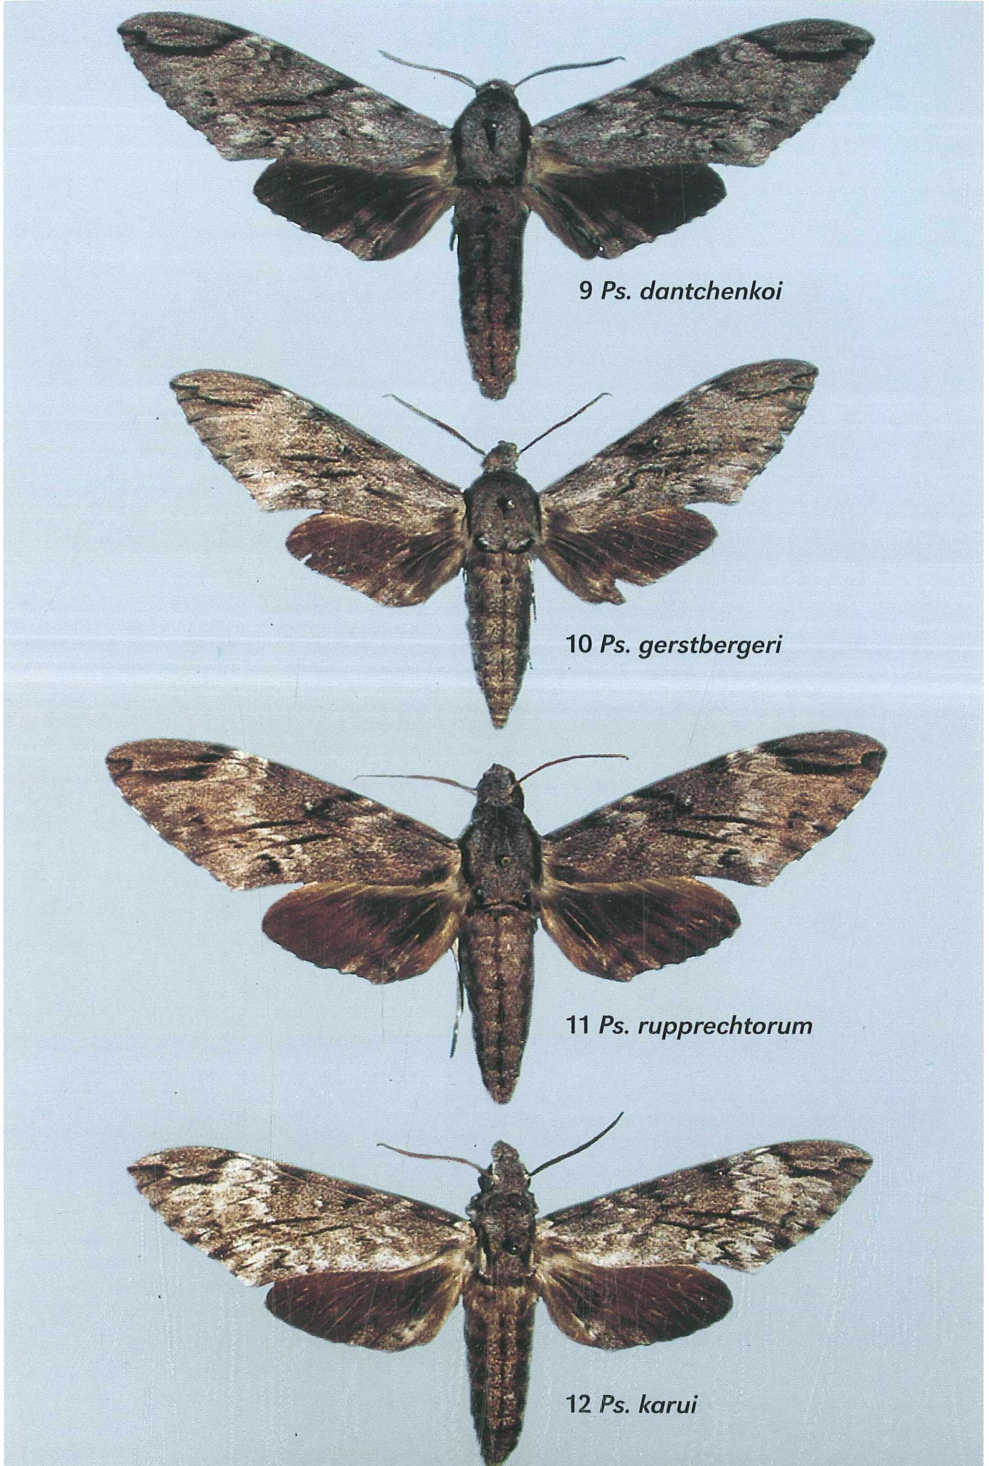 9 Ps. dantchenkoi
10 Ps. gerstbergeri
11 Ps. rupprechtorum
12 Ps. karui